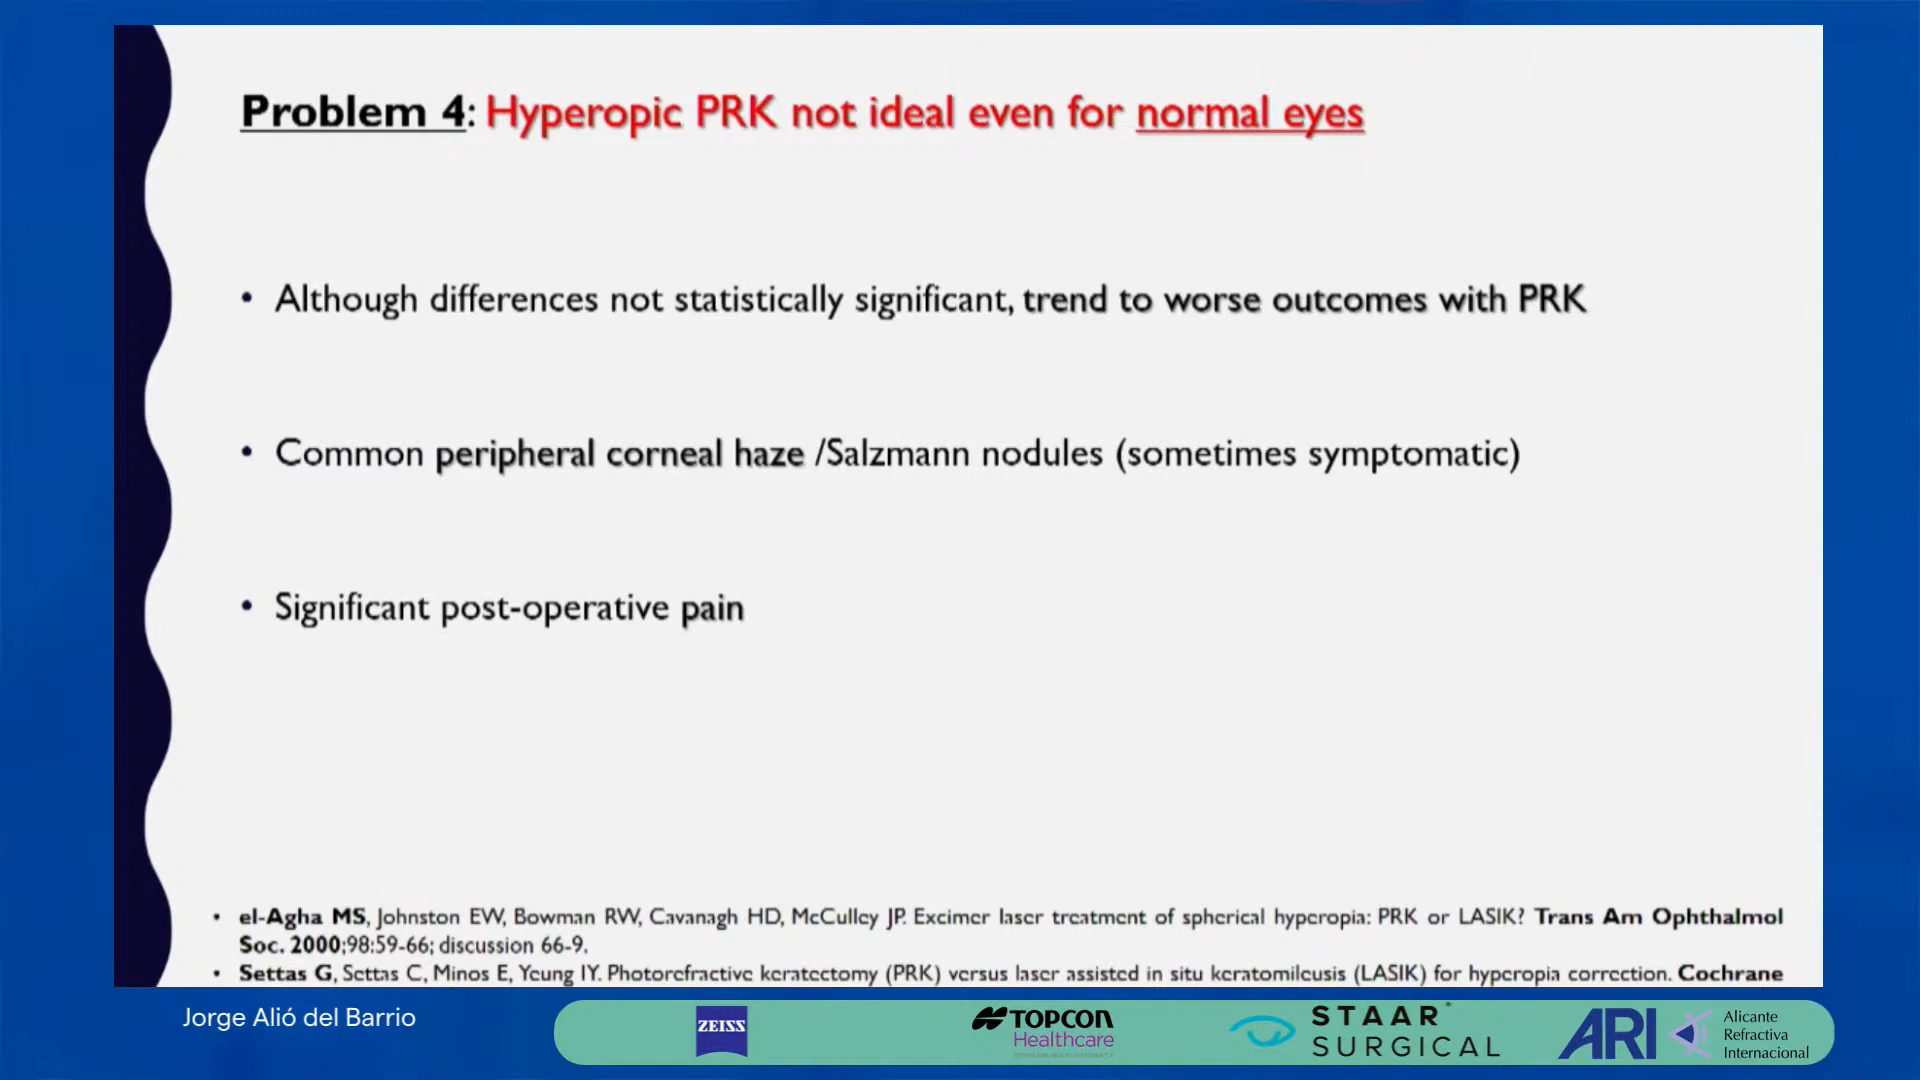 Problem 4: Hyperopic PRK not ideal even for normal eyes
• Although differences not statistically significant, trend to worse outcomes with PRK
• Common peripheral corneal haze /Salzmann nodules (sometimes symptomatic)
• Significant post-operative pain
• el-Agha MS, Johnston EW, Bowman RW, Cavanagh HD, McCulley JP. Excimer laser treatment of spherical hyperopia: PRK or LASIK? Trans Am Ophthalmol
Soc. 2000;98:59-66; discussion 66-9.
• Settas G, Settas C, Minos E, Yeung IY. Photorefractive keratectomy (PRK) versus laser assisted in situ keratomileusis (LASIK) for hyperopia correction. Cochrane
Jorge Alió del Barrio
ZEISS
TOPCON
Healthcare
STAAR
SURGICAL
ARI
Alicante
Refractiva
Internacional